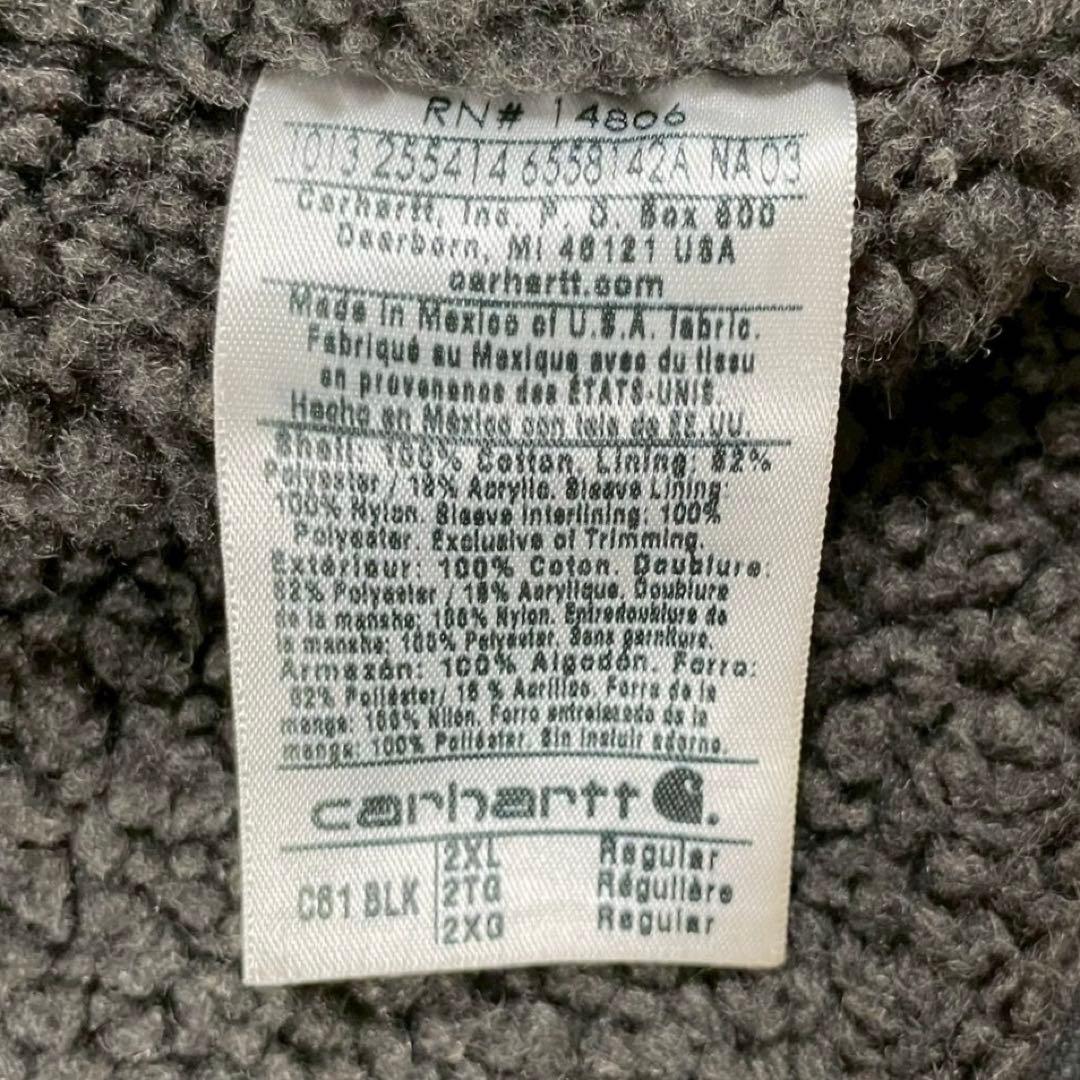 RN# 14806
1013 255414 6558142A NA 03
Carhartt, Inc. P. O. Box 600
Dearborn, MI 48121 USA
carhartt.com
Made in Mexico of U.S.A. fabric.
Fabriqué au Mexique avec du tissu
en provenance des ÉTATS-UNIS.
Hecho en México con tela de EE.UU.
Shell: 100% Cotton. Lining: 82%
Polyester / 18% Acrylic. Sleeve Lining:
100% Nylon. Sleeve Interlining: 100%
Polyester. Exclusive of Trimming.
Extérieur: 100% Coton. Doublure:
82% Polyester / 18% Acrylique. Doublure
de la manshe: 100% Nylon. Entredoublure de
la manshe: 100% Polyester. Sans garniture.
Armazón: 100% Algodón. Forro:
82% Poliéster/ 18 % Acrílico. Forro de la
manga: 100% Nilon. Forro entrelazado de la
manga: 100% Poliéster. Sin incluir adorno.
carhartt
C61 BLK
2XL Regular
2TG Régulière
2XG Regular